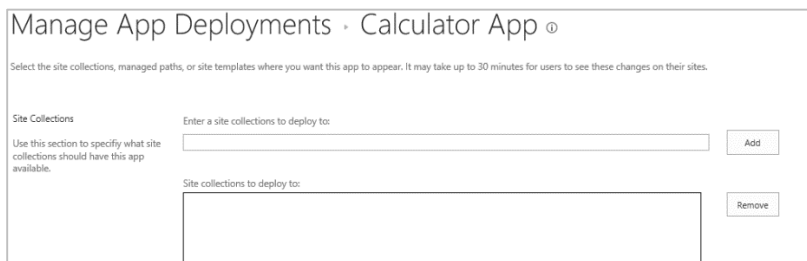 Manage App Deployments › Calculator App
Select the site collections, managed paths, or site templates where you want this app to appear. It may take up to 30 minutes for users to see these changes on their sites.
Site Collections
Enter a site collections to deploy to:
Use this section to specifiy what site
collections should have this app
available.
Add
Site collections to deploy to:
Remove